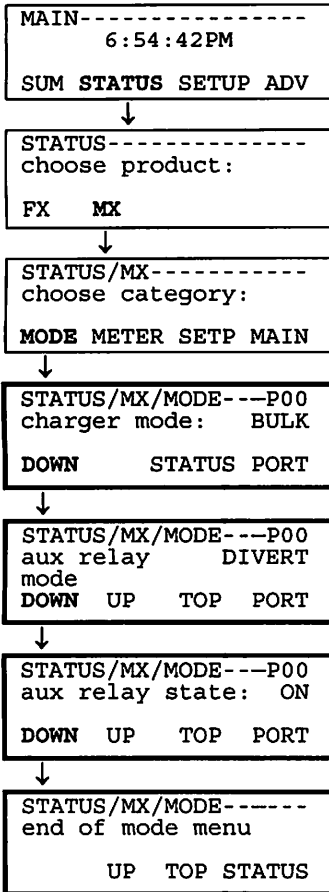 MAIN-----------------
6:54:42PM
SUM STATUS SETUP ADV
STATUS--------------
choose product:
FX MX
STATUS/MX-----------
choose category:
MODE METER SETP MAIN
STATUS/MX/MODE---P00
charger mode: BULK
DOWN STATUS PORT
STATUS/MX/MODE---P00
aux relay DIVERT
mode
DOWN UP TOP PORT
STATUS/MX/MODE---P00
aux relay state: ON
DOWN UP TOP PORT
STATUS/MX/MODE------
end of mode menu
UP TOP STATUS